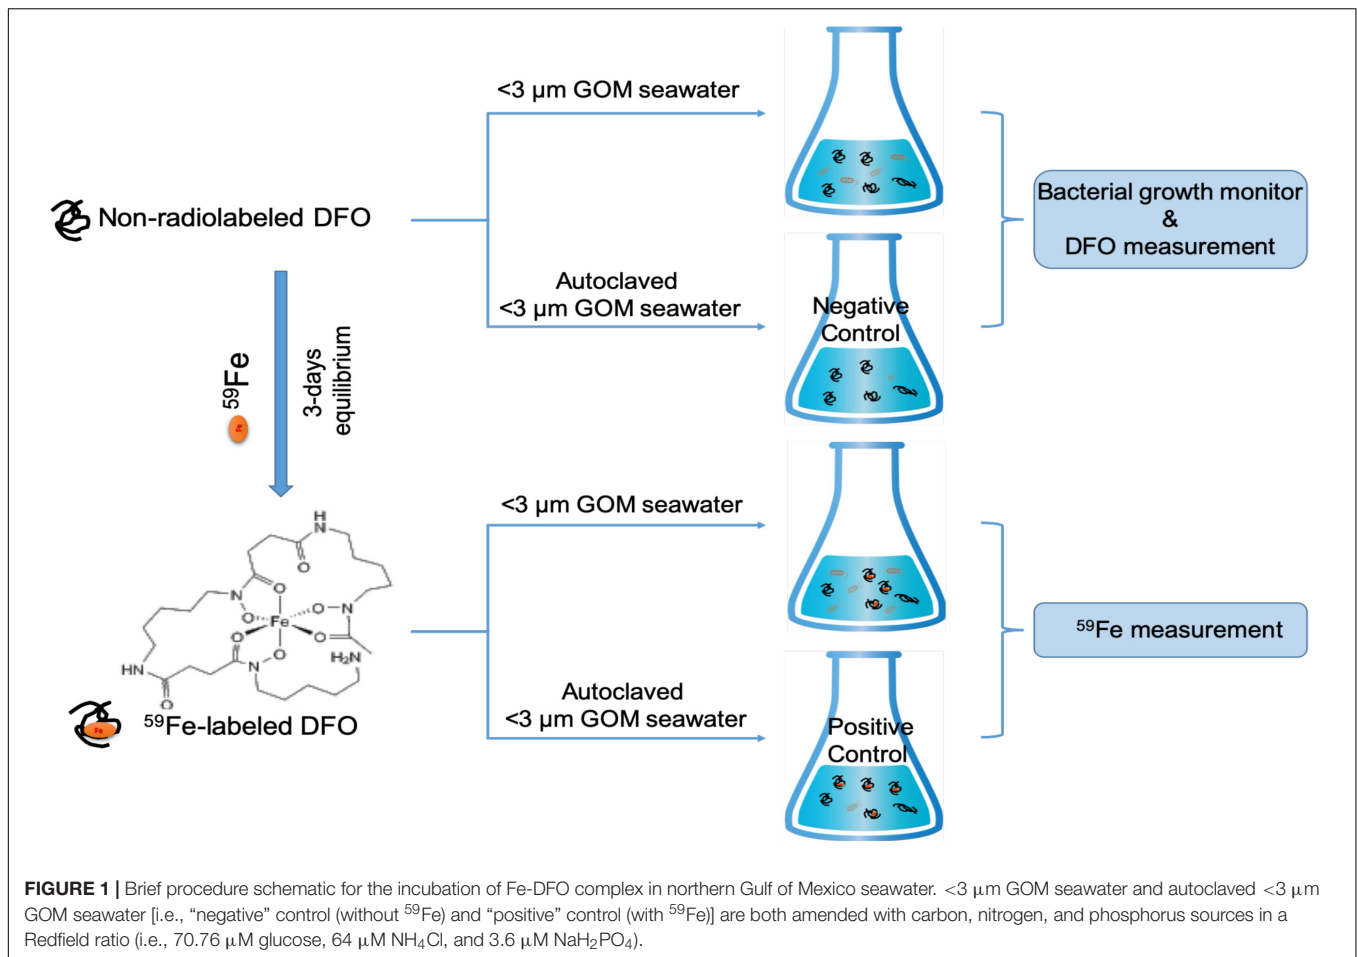 <3 µm GOM seawater
Non-radiolabeled DFO
Autoclaved
<3 µm GOM seawater
Negative
Control
Bacterial growth monitor
&
DFO measurement
⁵⁹Fe
Fe
3-days
equilibrium
<3 µm GOM seawater
H
N
O
O
N
O
O
Fe
O
N
O
O
O
N
H₂N
HN
O
Fe
⁵⁹Fe-labeled DFO
Autoclaved
<3 µm GOM seawater
Positive
Control
⁵⁹Fe measurement
FIGURE 1 | Brief procedure schematic for the incubation of Fe-DFO complex in northern Gulf of Mexico seawater. <3 µm GOM seawater and autoclaved <3 µm
GOM seawater [i.e., “negative” control (without ⁵⁹Fe) and “positive” control (with ⁵⁹Fe)] are both amended with carbon, nitrogen, and phosphorus sources in a
Redfield ratio (i.e., 70.76 µM glucose, 64 µM NH₄Cl, and 3.6 µM NaH₂PO₄).